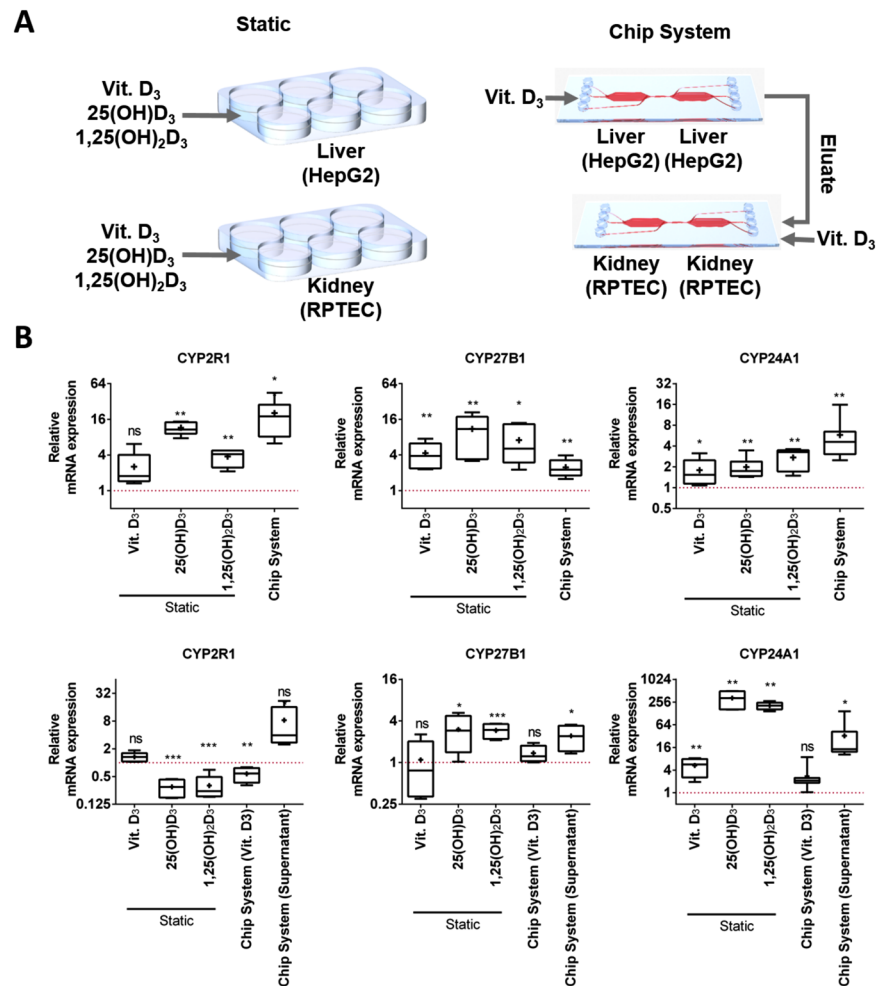 A
Static
Chip System
Vit. D₃
25(OH)D₃
1,25(OH)₂D₃
Liver
(HepG2)
Vit. D₃
25(OH)D₃
1,25(OH)₂D₃
Kidney
(RPTEC)
Vit. D₃
Liver Liver
(HepG2) (HepG2)
Eluate
Vit. D₃
Kidney Kidney
(RPTEC) (RPTEC)
B
CYP2R1
Relative
mRNA expression
64
16
4
1
ns
**
**
*
Vit. D₃
25(OH)D₃
1,25(OH)₂D₃
Chip System
Static
CYP27B1
Relative
mRNA expression
64
16
4
1
**
**
*
**
Vit. D₃
25(OH)D₃
1,25(OH)₂D₃
Chip System
Static
CYP24A1
Relative
mRNA expression
32
16
8
4
2
1
0.5
*
**
**
**
Vit. D₃
25(OH)D₃
1,25(OH)₂D₃
Chip System
Static
CYP2R1
Relative
mRNA expression
32
8
2
0.5
0.125
ns
***
***
**
ns
Vit. D₃
25(OH)D₃
1,25(OH)₂D₃
Chip System (Vit. D3)
Chip System (Supernatant)
Static
CYP27B1
Relative
mRNA expression
16
4
1
0.25
ns
*
***
ns
*
Vit. D₃
25(OH)D₃
1,25(OH)₂D₃
Chip System (Vit. D3)
Chip System (Supernatant)
Static
CYP24A1
Relative
mRNA expression
1024
256
64
16
4
1
**
**
**
ns
*
Vit. D₃
25(OH)D₃
1,25(OH)₂D₃
Chip System (Vit. D3)
Chip System (Supernatant)
Static